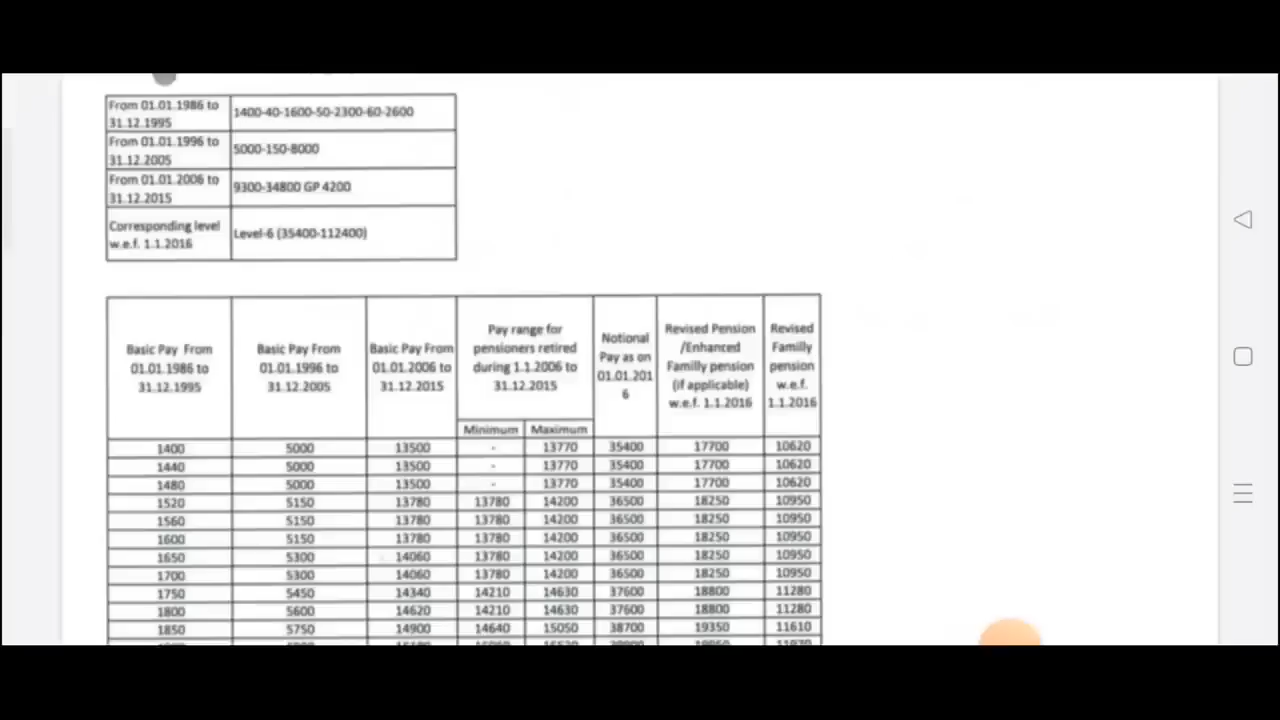 From 01.01.1986 to 31.12.1995 1400-40-1600-50-2300-60-2600
From 01.01.1996 to 31.12.2005 5000-150-8000
From 01.01.2006 to 31.12.2015 9300-34800 GP 4200
Corresponding level w.e.f. 1.1.2016 Level-6 (35400-112400)
Basic Pay From 01.01.1986 to 31.12.1995
Basic Pay From 01.01.1996 to 31.12.2005
Basic Pay From 01.01.2006 to 31.12.2015
Pay range for pensioners retired during 1.1.2006 to 31.12.2015
Notional Pay as on 01.01.2016
Revised Pension /Enhanced Familly pension (if applicable) w.e.f. 1.1.2016
Revised Familly pension w.e.f. 1.1.2016
Minimum Maximum
1400 5000 13500 - 13770 35400 17700 10620
1440 5000 13500 - 13770 35400 17700 10620
1480 5000 13500 - 13770 35400 17700 10620
1520 5150 13780 13780 14200 36500 18250 10950
1560 5150 13780 13780 14200 36500 18250 10950
1600 5150 13780 13780 14200 36500 18250 10950
1650 5300 14060 13780 14200 36500 18250 10950
1700 5300 14060 13780 14200 36500 18250 10950
1750 5450 14340 14210 14630 37600 18800 11280
1800 5600 14620 14210 14630 37600 18800 11280
1850 5750 14900 14640 15050 38700 19350 11610